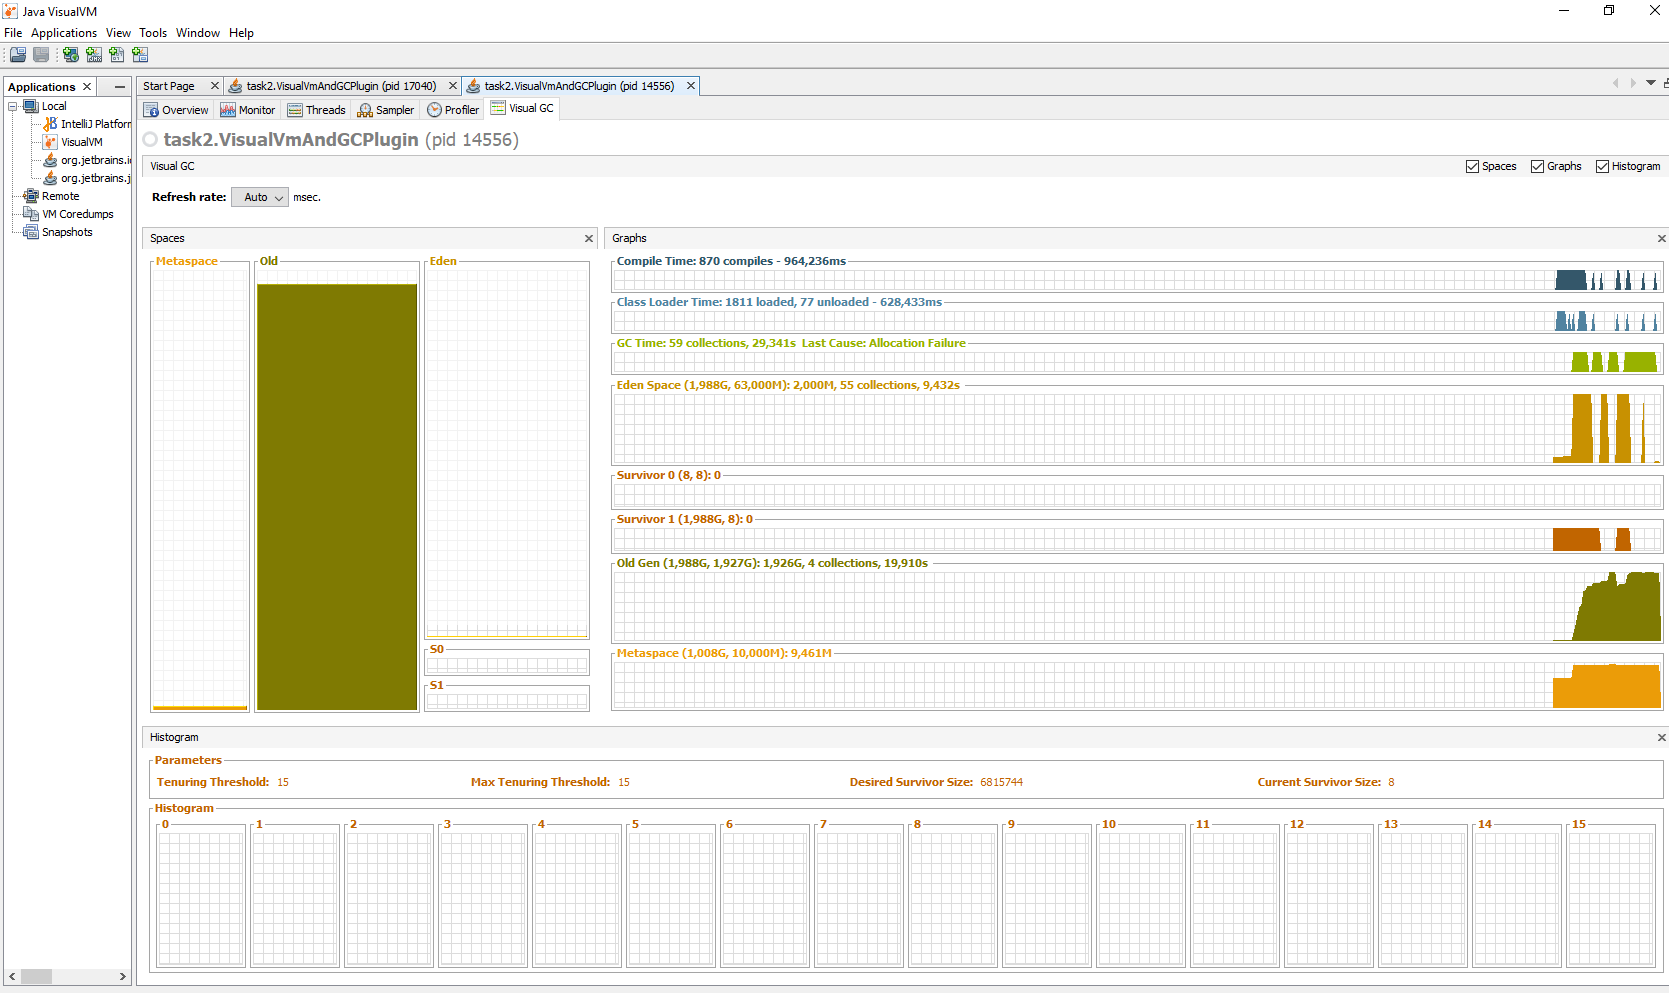 Java VisualVM
File Applications View Tools Window Help
Applications
Start Page
task2.VisualVmAndGCPlugin (pid 17040)
task2.VisualVmAndGCPlugin (pid 14556)
Local
IntelliJ Platform
VisualVM
org.jetbrains.i
org.jetbrains.j
Remote
VM Coredumps
Snapshots
Overview Monitor Threads Sampler Profiler Visual GC
task2.VisualVmAndGCPlugin (pid 14556)
Visual GC
Spaces Graphs Histogram
Refresh rate: Auto msec.
Spaces
Metaspace
Old
Eden
S0
S1
Graphs
Compile Time: 870 compiles - 964,236ms
Class Loader Time: 1811 loaded, 77 unloaded - 628,433ms
GC Time: 59 collections, 29,341s Last Cause: Allocation Failure
Eden Space (1,988G, 63,000M): 2,000M, 55 collections, 9,432s
Survivor 0 (8, 8): 0
Survivor 1 (1,988G, 8): 0
Old Gen (1,988G, 1,927G): 1,926G, 4 collections, 19,910s
Metaspace (1,008G, 10,000M): 9,461M
Histogram
Parameters
Tenuring Threshold: 15 Max Tenuring Threshold: 15 Desired Survivor Size: 6815744 Current Survivor Size: 8
Histogram
0 1 2 3 4 5 6 7 8 9 10 11 12 13 14 15